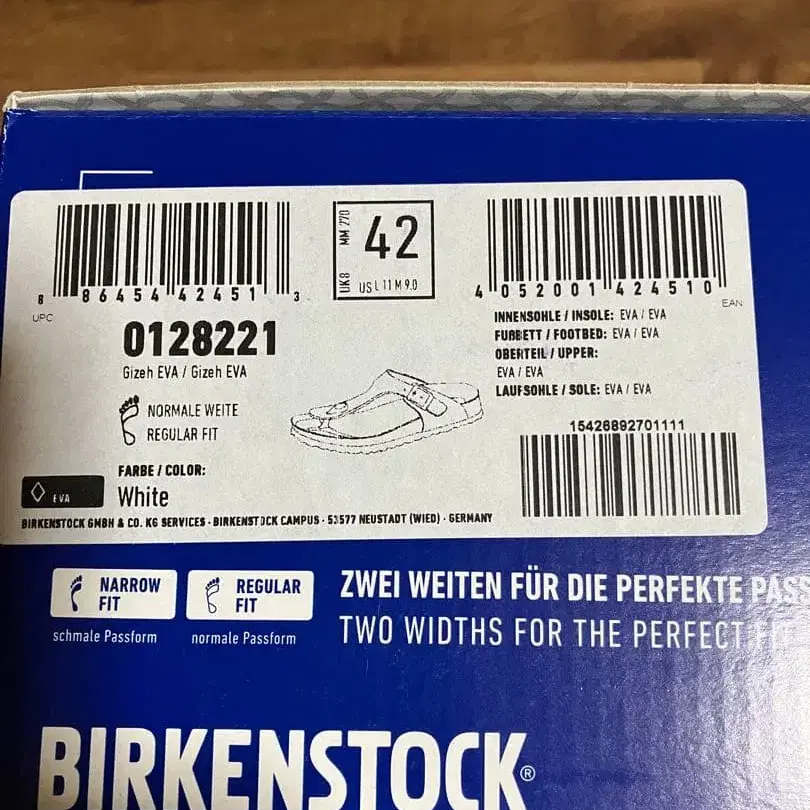 8 86454 42451 3
UPC
MM 270
42
UK8
US L 11 M 9.0
4 052001 424510
EAN
0128221
Gizeh EVA / Gizeh EVA
NORMALE WEITE
REGULAR FIT
FARBE / COLOR:
EVA
White
INNENSOHLE / INSOLE: EVA / EVA
FUßBETT / FOOTBED: EVA / EVA
OBERTEIL / UPPER:
EVA / EVA
LAUFSOHLE / SOLE: EVA / EVA
15426892701111
BIRKENSTOCK GMBH & CO. KG SERVICES · BIRKENSTOCK CAMPUS · 53577 NEUSTADT (WIED) · GERMANY
NARROW
FIT
schmale Passform
REGULAR
FIT
normale Passform
ZWEI WEITEN FÜR DIE PERFEKTE PAS
TWO WIDTHS FOR THE PERFECT FIT
BIRKENSTOCK®